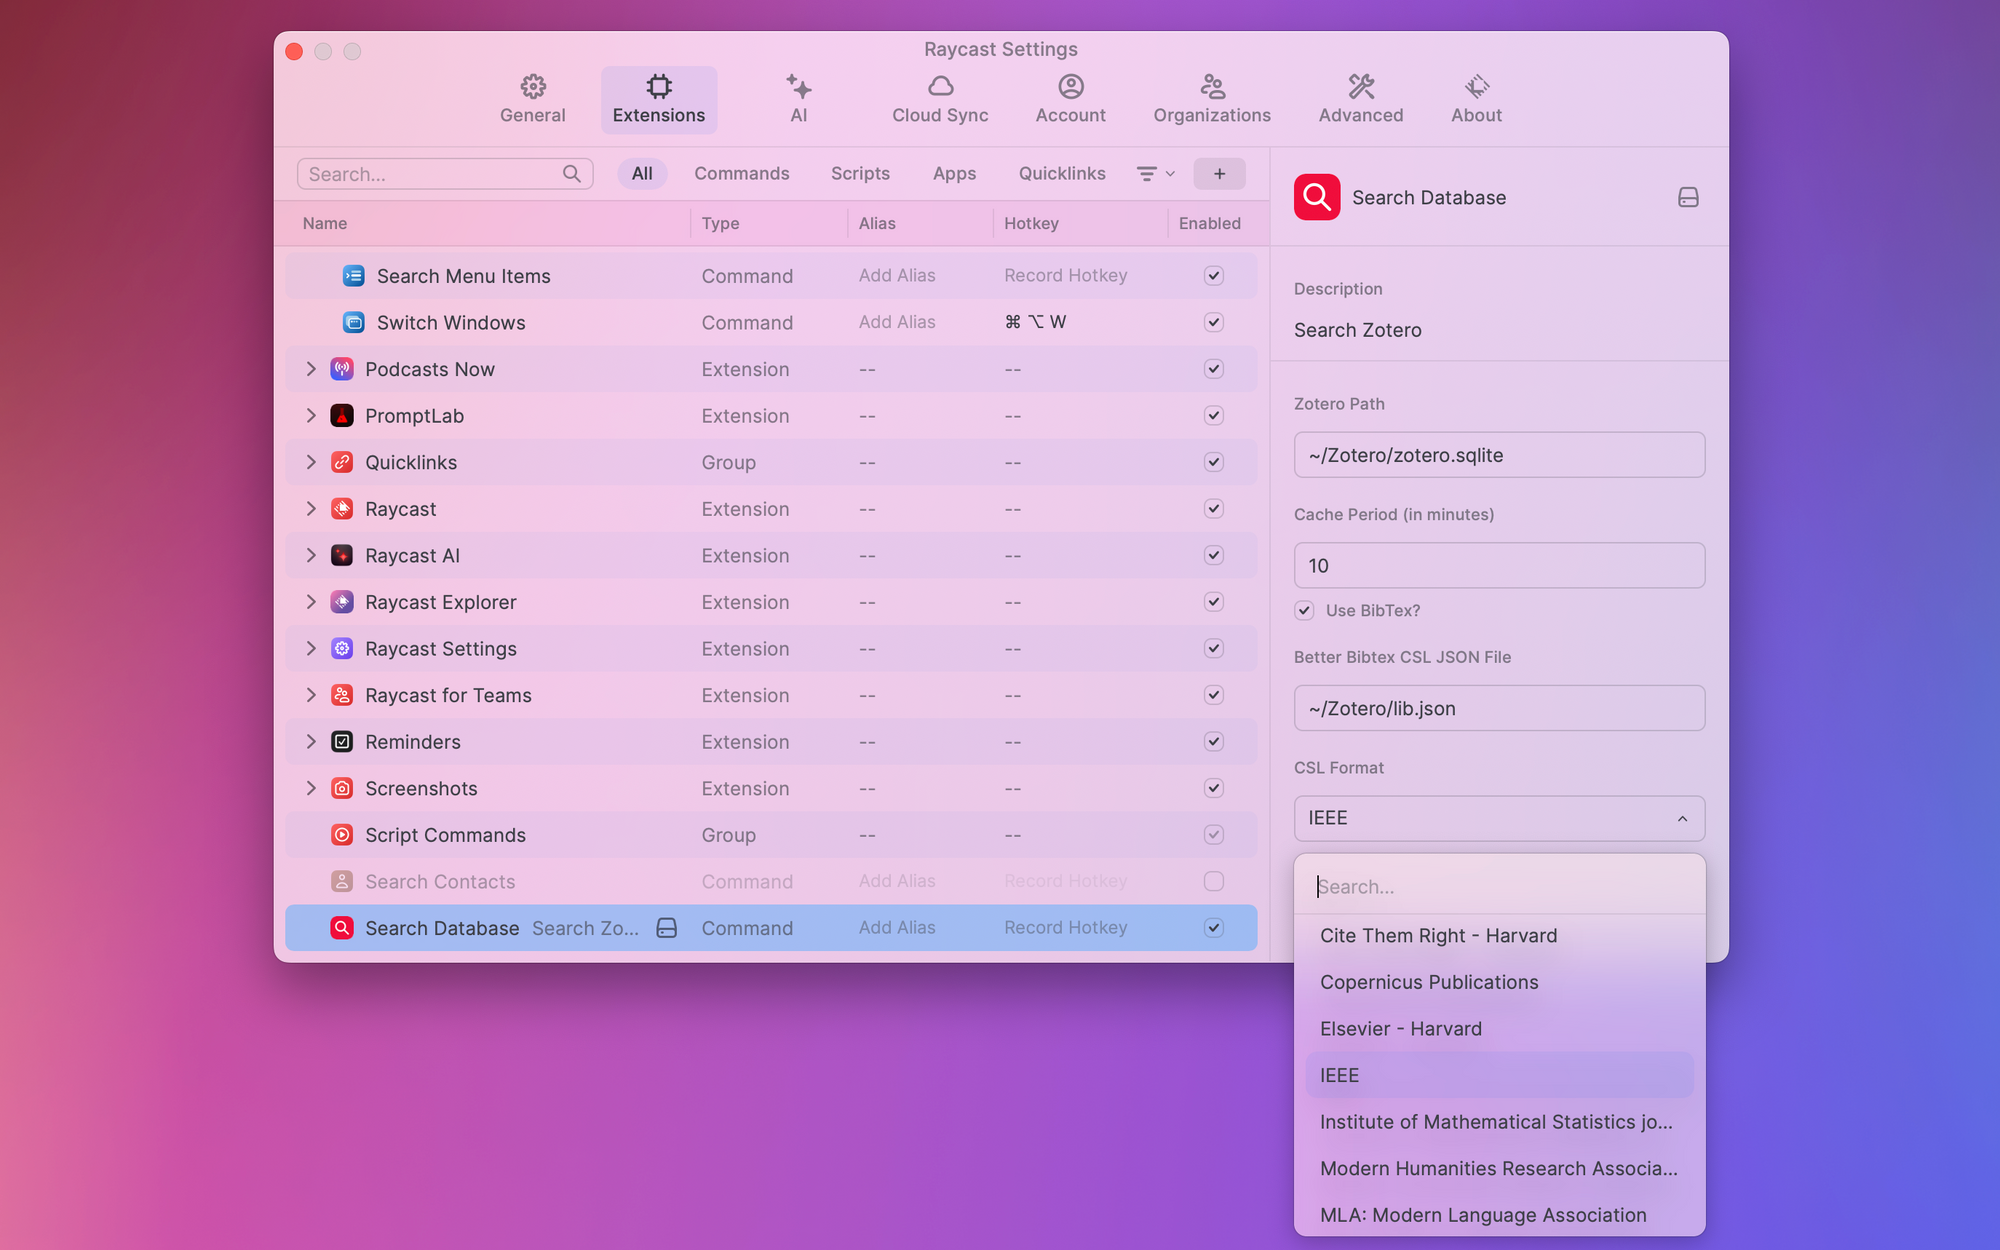 Raycast Settings
General Extensions AI Cloud Sync Account Organizations Advanced About
Search... All Commands Scripts Apps Quicklinks +
Name Type Alias Hotkey Enabled
Search Menu Items Command Add Alias Record Hotkey
Switch Windows Command Add Alias ⌘ ⌥ W
Podcasts Now Extension -- --
PromptLab Extension -- --
Quicklinks Group -- --
Raycast Extension -- --
Raycast AI Extension -- --
Raycast Explorer Extension -- --
Raycast Settings Extension -- --
Raycast for Teams Extension -- --
Reminders Extension -- --
Screenshots Extension -- --
Script Commands Group -- --
Search Contacts Command Add Alias Record Hotkey
Search Database Search Zo... Command Add Alias Record Hotkey
Search Database
Description
Search Zotero
Zotero Path
~/Zotero/zotero.sqlite
Cache Period (in minutes)
10
Use BibTex?
Better Bibtex CSL JSON File
~/Zotero/lib.json
CSL Format
IEEE
Search...
Cite Them Right - Harvard
Copernicus Publications
Elsevier - Harvard
IEEE
Institute of Mathematical Statistics jo...
Modern Humanities Research Associa...
MLA: Modern Language Association